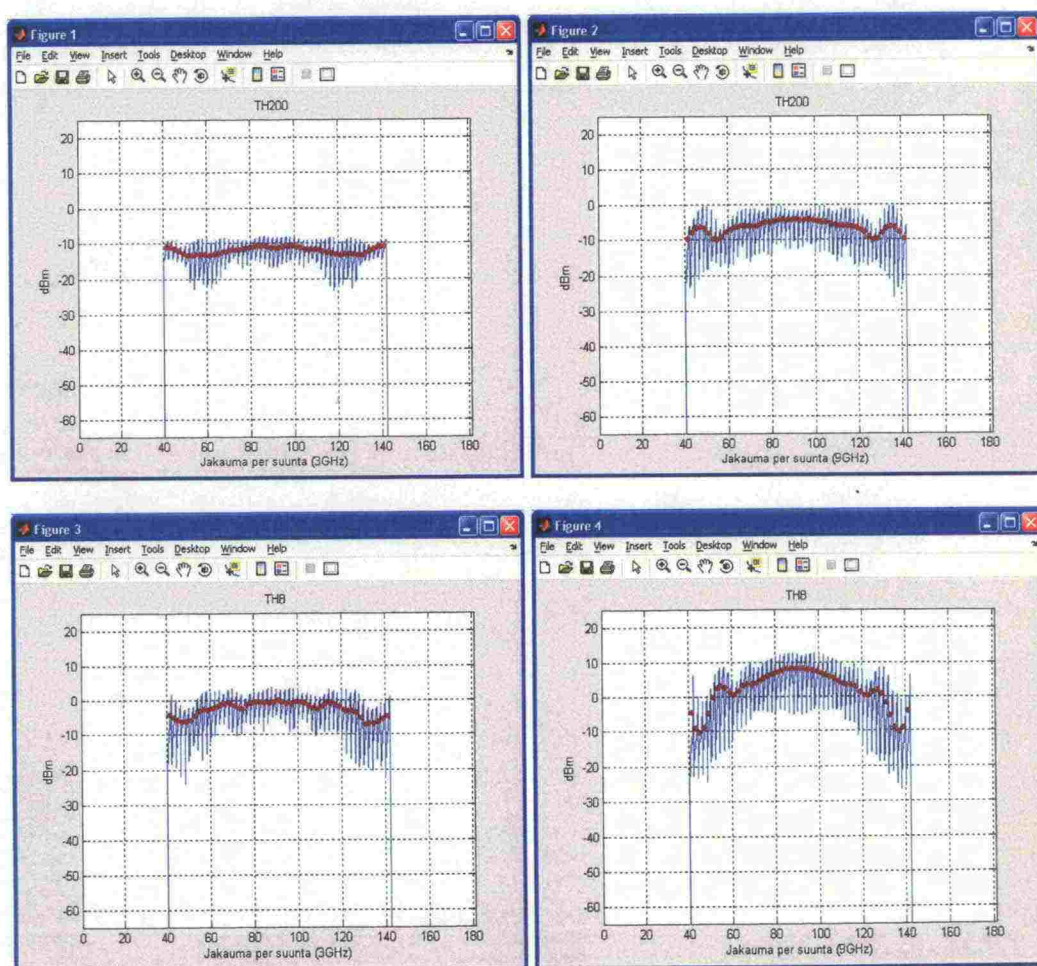 Figure 1
File Edit View Insert Tools Desktop Window Help
TH200
20
10
0
-10
-20
-30
-40
-50
-60
dBm
0 20 40 60 80 100 120 140 160 180
Jakauma per suunta (3GHz)
Figure 2
File Edit View Insert Tools Desktop Window Help
TH200
20
10
0
-10
-20
-30
-40
-50
-60
dBm
0 20 40 60 80 100 120 140 160 180
Jakauma per suunta (9GHz)
Figure 3
File Edit View Insert Tools Desktop Window Help
THB
20
10
0
-10
-20
-30
-40
-50
-60
dBm
0 20 40 60 80 100 120 140 160 180
Jakauma per suunta (3GHz)
Figure 4
File Edit View Insert Tools Desktop Window Help
THB
20
10
0
-10
-20
-30
-40
-50
-60
dBm
0 20 40 60 80 100 120 140 160 180
Jakauma per suunta (9GHz)